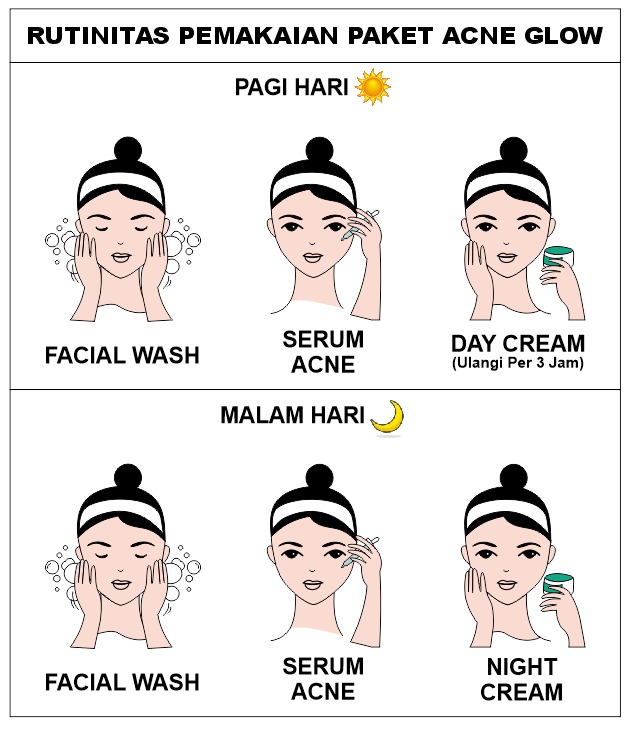 RUTINITAS PEMAKAIAN PAKET ACNE GLOW
PAGI HARI
FACIAL WASH
SERUM
ACNE
DAY CREAM
(Ulangi Per 3 Jam)
MALAM HARI
FACIAL WASH
SERUM
ACNE
NIGHT
CREAM